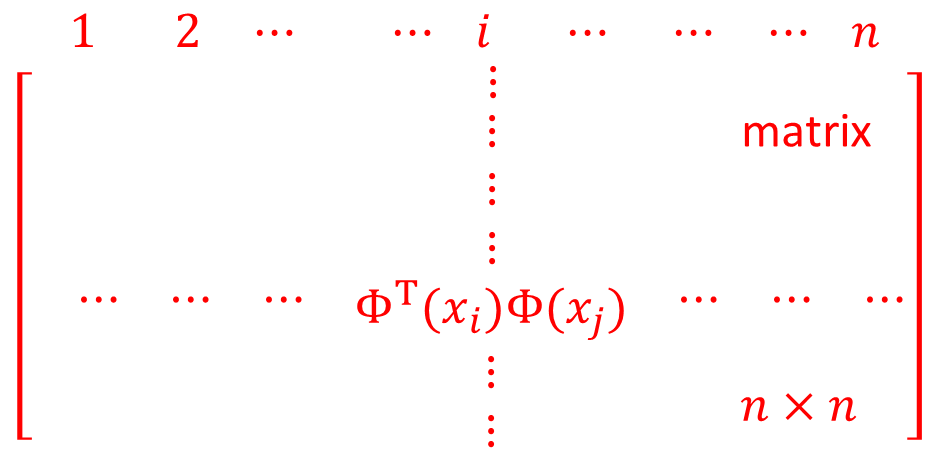 1 2 ⋯ ⋯ i ⋯ ⋯ ⋯ n
⋮
⋮ matrix
⋮
⋮
⋯ ⋯ ⋯ Φᵀ(xᵢ)Φ(xⱼ) ⋯ ⋯ ⋯
⋮
⋮ n × n